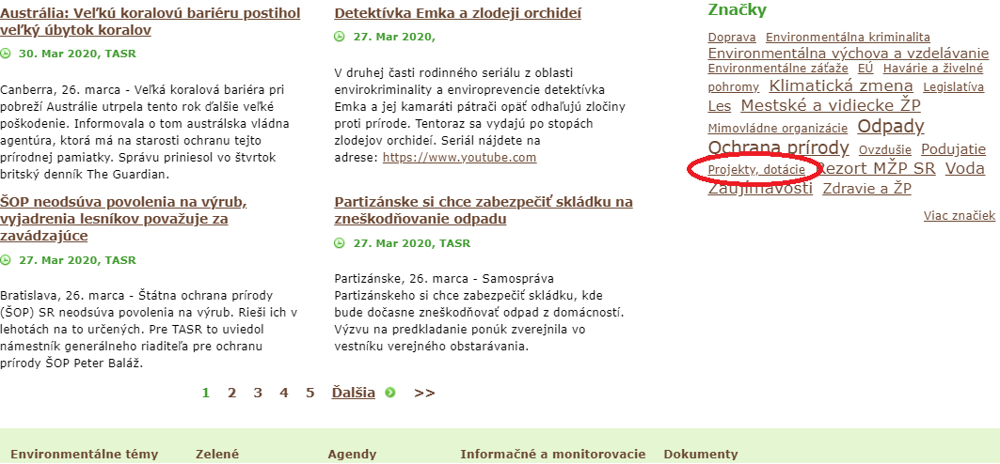 Austrália: Veľkú koralovú bariéru postihol
veľký úbytok koralov
30. Mar 2020, TASR
Canberra, 26. marca - Veľká koralová bariéra pri
pobreží Austrálie utrpela tento rok ďalšie veľké
poškodenie. Informovala o tom austrálska vládna
agentúra, ktorá má na starosti ochranu tejto
prírodnej pamiatky. Správu priniesol vo štvrtok
britský denník The Guardian.
Detektívka Emka a zlodeji orchideí
27. Mar 2020,
V druhej časti rodinného seriálu z oblasti
envirokriminality a enviroprevencie detektívka
Emka a jej kamaráti pátrači opäť odhaľujú zločiny
proti prírode. Tentoraz sa vydajú po stopách
zlodejov orchideí. Seriál nájdete na
adrese: https://www.youtube.com
ŠOP neodsúva povolenia na výrub,
vyjadrenia lesníkov považuje za
zavádzajúce
27. Mar 2020, TASR
Bratislava, 26. marca - Štátna ochrana prírody
(ŠOP) SR neodsúva povolenia na výrub. Rieši ich v
lehotách na to určených. Pre TASR to uviedol
námestník generálneho riaditeľa pre ochranu
prírody ŠOP Peter Baláž.
Partizánske si chce zabezpečiť skládku na
zneškodňovanie odpadu
27. Mar 2020, TASR
Partizánske, 26. marca - Samospráva
Partizánskeho si chce zabezpečiť skládku, kde
bude dočasne zneškodňovať odpad z domácností.
Výzvu na predkladanie ponúk zverejnila vo
vestníku verejného obstarávania.
1 2 3 4 5 Ďalšia >>
Značky
Doprava Environmentálna kriminalita
Environmentálna výchova a vzdelávanie
Environmentálne záťaže EÚ Havárie a živelné
pohromy Klimatická zmena Legislatíva
Les Mestské a vidiecke ŽP
Mimovládne organizácie Odpady
Ochrana prírody Ovzdušie Podujatie
Projekty, dotácie Rezort MŽP SR Voda
Zaujímavosti Zdravie a ŽP
Viac značiek
Environmentálne témy Zelené Agendy Informačné a monitorovacie Dokumenty